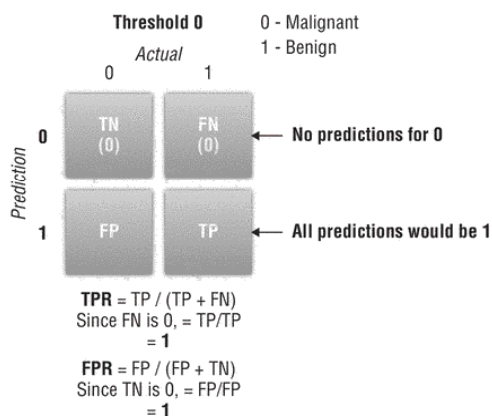 Threshold 0
0 - Malignant
1 - Benign
Actual
0 1
Prediction
0
TN
(0)
FN
(0)
No predictions for 0
1
FP
TP
All predictions would be 1
TPR = TP / (TP + FN)
Since FN is 0, = TP/TP
= 1
FPR = FP / (FP + TN)
Since TN is 0, = FP/FP
= 1